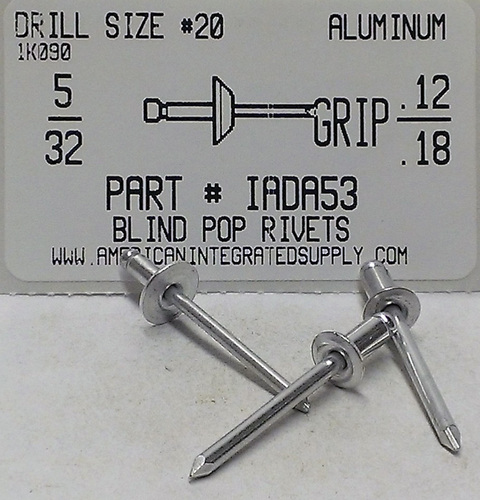 DRILL SIZE #20 ALUMINUM
1K090
5/32 GRIP .12/.18
PART # IADA53
BLIND POP RIVETS
WWW.AMERICANINTEGRATEDSUPPLY.COM